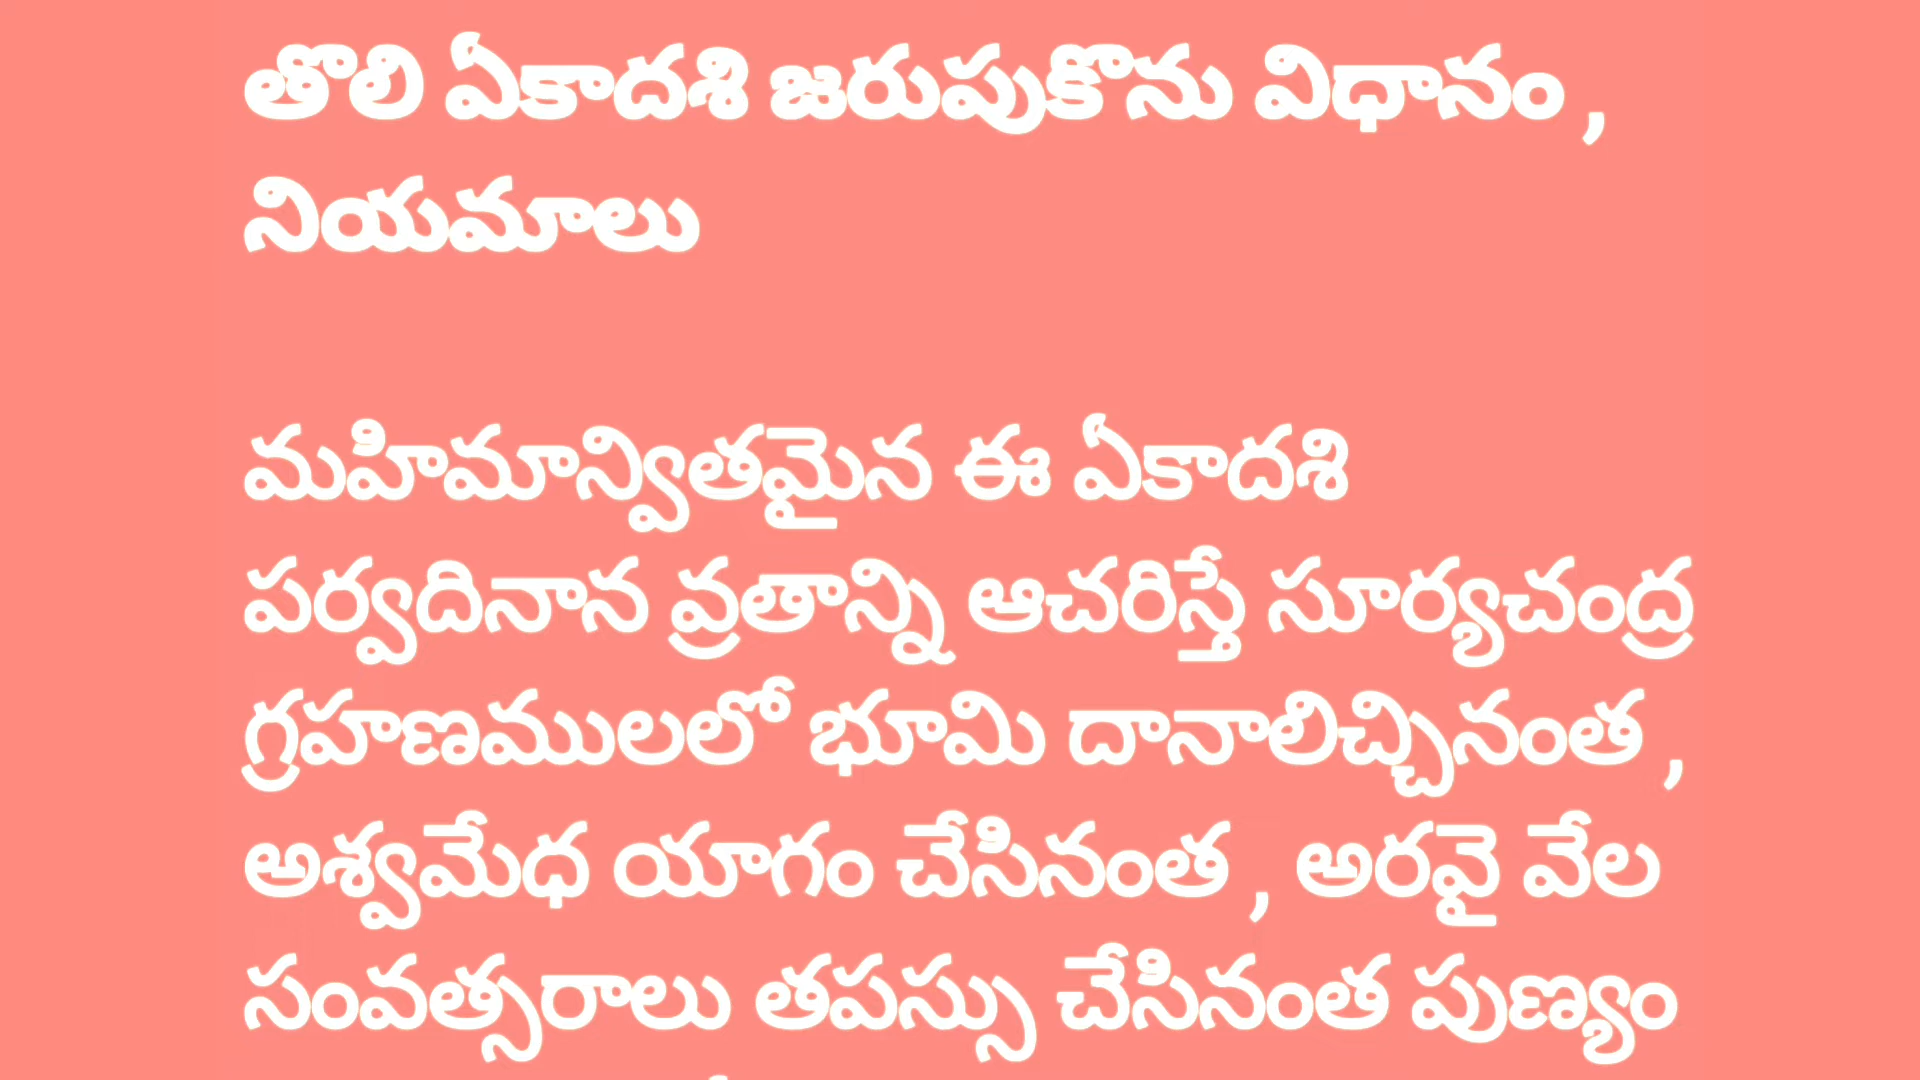 తొలి ఏకాదశి జరుపుకొను విధానం ,
నియమాలు
మహిమాన్వితమైన ఈ ఏకాదశి
పర్వదినాన వ్రతాన్ని ఆచరిస్తే సూర్యచంద్ర
గ్రహణములలో భూమి దానాలిచ్చినంత ,
అశ్వమేధ యాగం చేసినంత , అరవై వేల
సంవత్సరాలు తపస్సు చేసినంత పుణ్యం